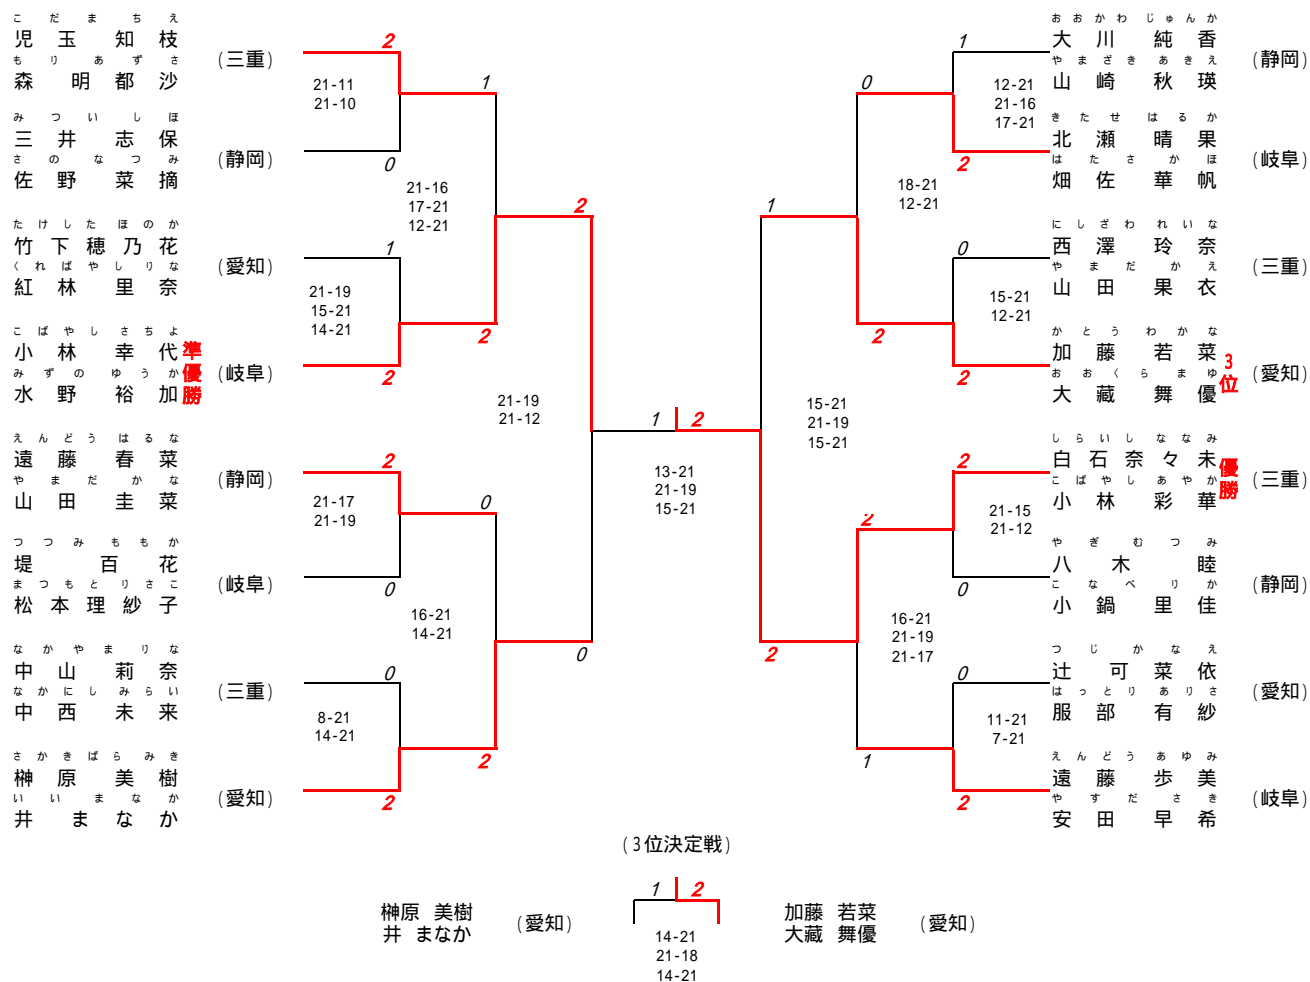 こだまちえ
児玉知枝
もりあずさ
森明都沙
(三重)
みついしほ
三井志保
さのなつみ
佐野菜摘
(静岡)
たけしたほのか
竹下穂乃花
くればやしりな
紅林里奈
(愛知)
こばやしさちよ
小林幸代
みずのゆうか
水野裕加
準優勝
(岐阜)
えんどうはるな
遠藤春菜
やまだかな
山田圭菜
(静岡)
つつみももか
堤百花
まつもとりさこ
松本理紗子
(岐阜)
なかやまりな
中山莉奈
なかにしみらい
中西未来
(三重)
さかきばらみき
榊原美樹
いいまなか
井まなか
(愛知)
2
21-11
21-10
0
1
21-16
17-21
12-21
1
21-19
15-21
14-21
2
2
2
21-19
21-12
2
21-17
21-19
0
0
16-21
14-21
0
8-21
14-21
2
2
0
1 2
13-21
21-19
15-21
おおかわじゅんか
大川純香
やまざきあきえ
山崎秋瑛
(静岡)
きたせはるか
北瀬晴果
はたさかほ
畑佐華帆
(岐阜)
にしざわれいな
西澤玲奈
やまだかえ
山田果衣
(三重)
かとうわかな
加藤若菜
おおくらまゆ
大藏舞優
3位
(愛知)
しらいしななみ
白石奈々未
こばやしあやか
小林彩華
優勝
(三重)
やぎむつみ
八木睦
こなべりか
小鍋里佳
(静岡)
つじかなえ
辻可菜依
はっとりありさ
服部有紗
(愛知)
えんどうあゆみ
遠藤歩美
やすださき
安田早希
(岐阜)
1
12-21
21-16
17-21
2
0
18-21
12-21
0
15-21
12-21
2
2
1
15-21
21-19
15-21
2
21-15
21-12
0
2
16-21
21-19
21-17
0
11-21
7-21
2
1
2
(3位決定戦)
榊原 美樹
井 まなか
(愛知)
1 2
14-21
21-18
14-21
加藤 若菜
大藏 舞優
(愛知)